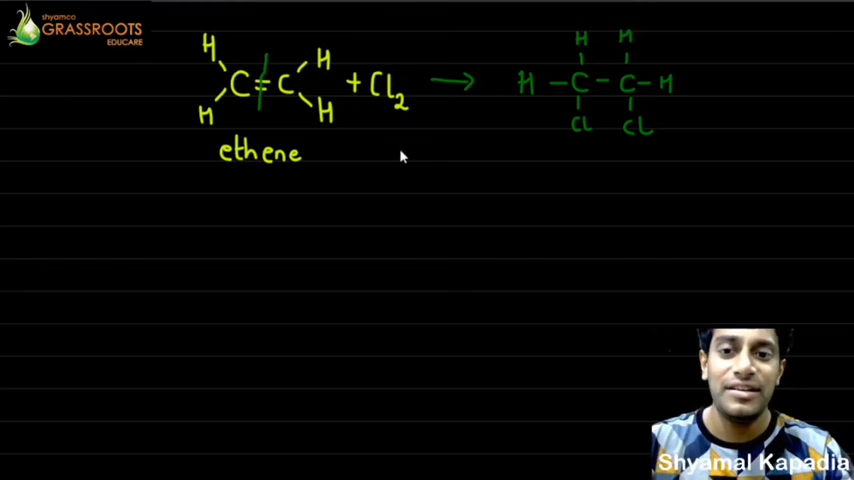 shyamco
GRASSROOTS
EDUCARE
H H H H
C = C + Cl2 → H - C - C - H
H H Cl Cl
ethene
Shyamal Kapadia